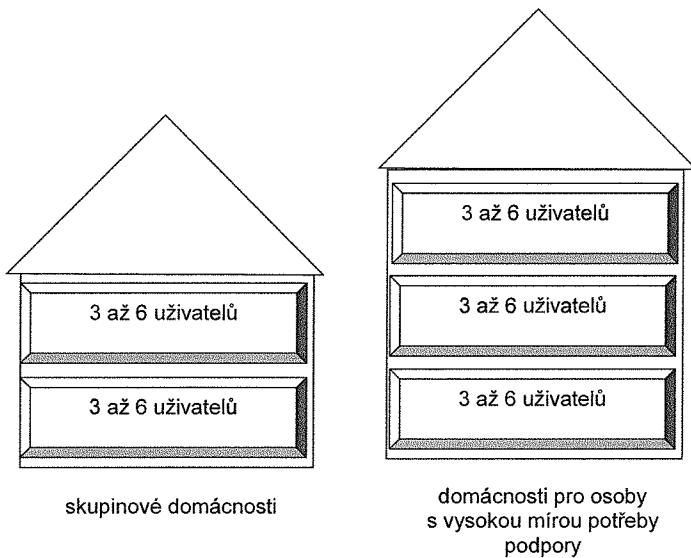 3 až 6 uživatelů
3 až 6 uživatelů
skupinové domácnosti
3 až 6 uživatelů
3 až 6 uživatelů
3 až 6 uživatelů
domácnosti pro osoby
s vysokou mírou potřeby
podpory